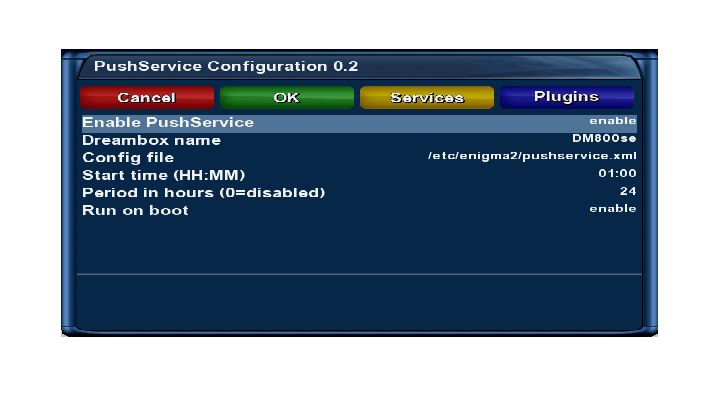 PushService Configuration 0.2
Cancel OK Services Plugins
Enable PushService enable
Dreambox name DM800se
Config file /etc/enigma2/pushservice.xml
Start time (HH:MM) 01:00
Period in hours (0=disabled) 24
Run on boot enable